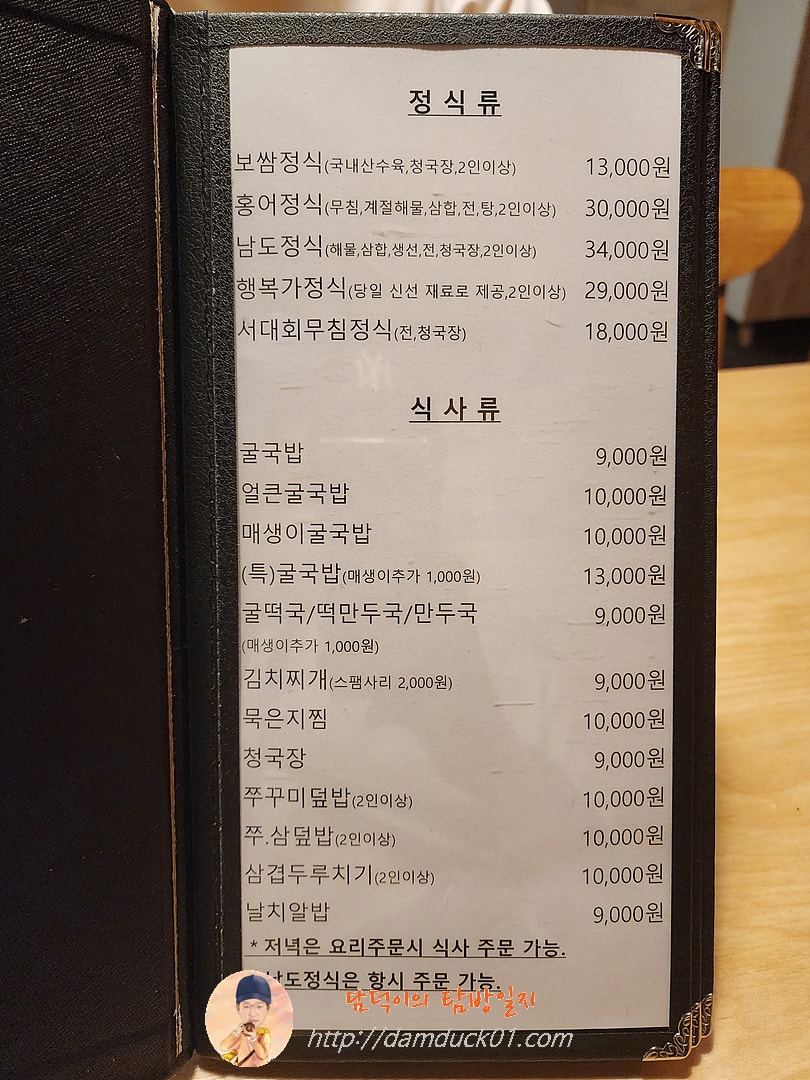 정 식 류
보쌈정식(국내산수육,청국장,2인이상) 13,000원
홍어정식(무침,계절해물,삼합,전,탕,2인이상) 30,000원
남도정식(해물,삼합,생선,전,청국장,2인이상) 34,000원
행복가정식(당일 신선 재료로 제공,2인이상) 29,000원
서대회무침정식(전,청국장) 18,000원
식 사 류
굴국밥 9,000원
얼큰굴국밥 10,000원
매생이굴국밥 10,000원
(특)굴국밥(매생이추가 1,000원) 13,000원
굴떡국/떡만두국/만두국 9,000원
(매생이추가 1,000원)
김치찌개(스팸사리 2,000원) 9,000원
묵은지찜 10,000원
청국장 9,000원
쭈꾸미덮밥(2인이상) 10,000원
쭈.삼덮밥(2인이상) 10,000원
삼겹두루치기(2인이상) 10,000원
날치알밥 9,000원
* 저녁은 요리주문시 식사 주문 가능.
남도정식은 항시 주문 가능.
담덕이의 탐방일지
http://damduck01.com